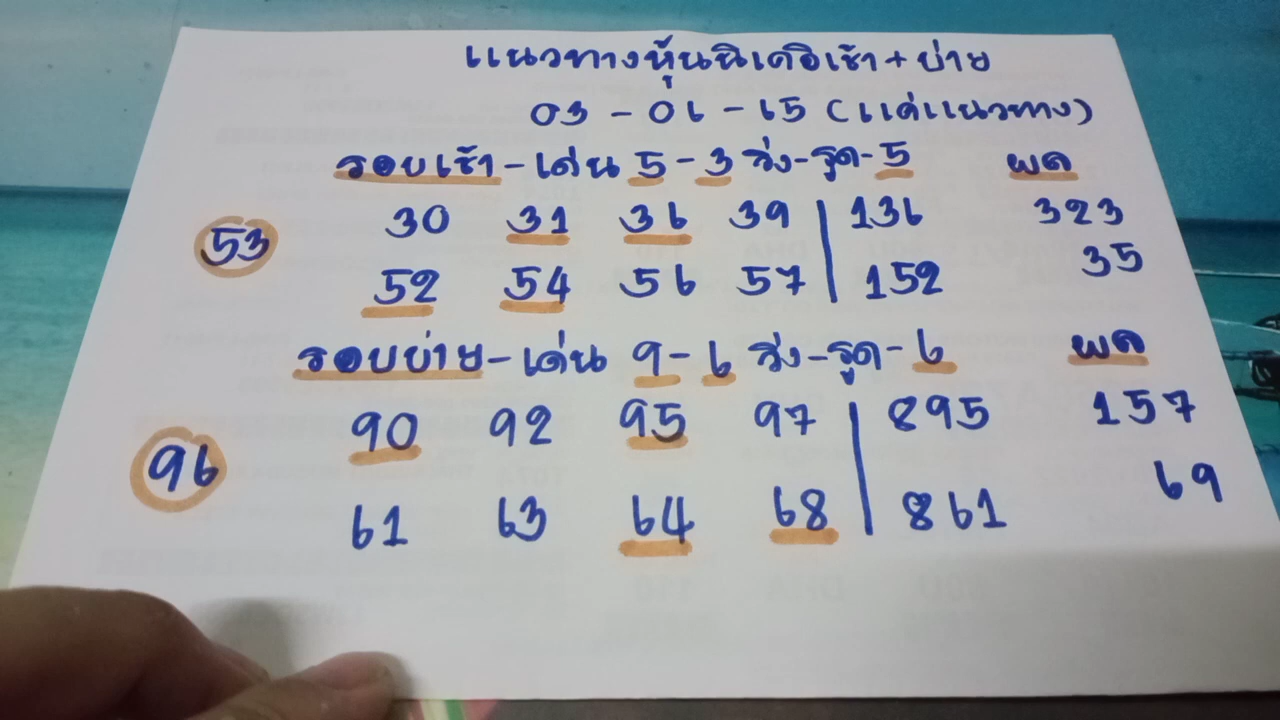 แนวทางหุ้นนิเคอิเช้า+บ่าย
03-06-65 (แค่แนวทาง)
รอบเช้า-เด่น 5-3 วิ่ง-รูด-5 ผล
30 31 36 39 | 136 323
53
35
52 54 56 57 | 152
รอบบ่าย-เด่น 9-6 วิ่ง-รูด-6 ผล
90 92 95 97 | 895 157
96
69
61 63 64 68 | 861